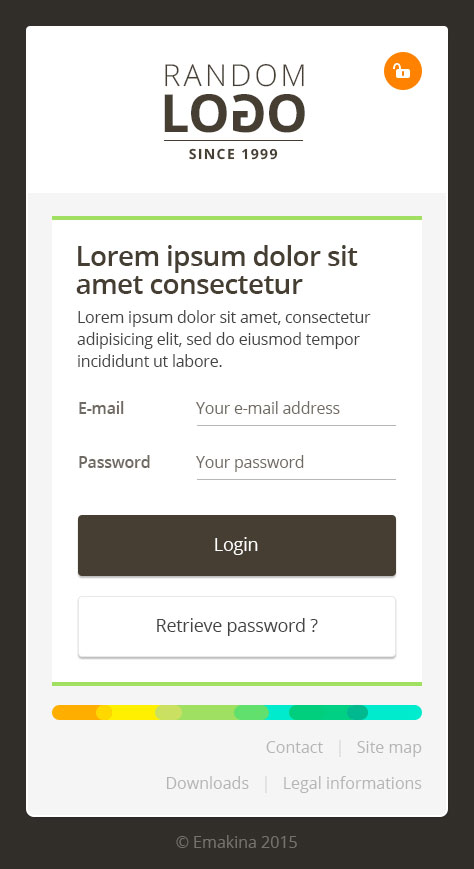 RANDOM
LOGO
SINCE 1999
Lorem ipsum dolor sit
amet consectetur
Lorem ipsum dolor sit amet, consectetur
adipisicing elit, sed do eiusmod tempor
incididunt ut labore.
E-mail Your e-mail address
Password Your password
Login
Retrieve password ?
Contact | Site map
Downloads | Legal informations
© Emakina 2015